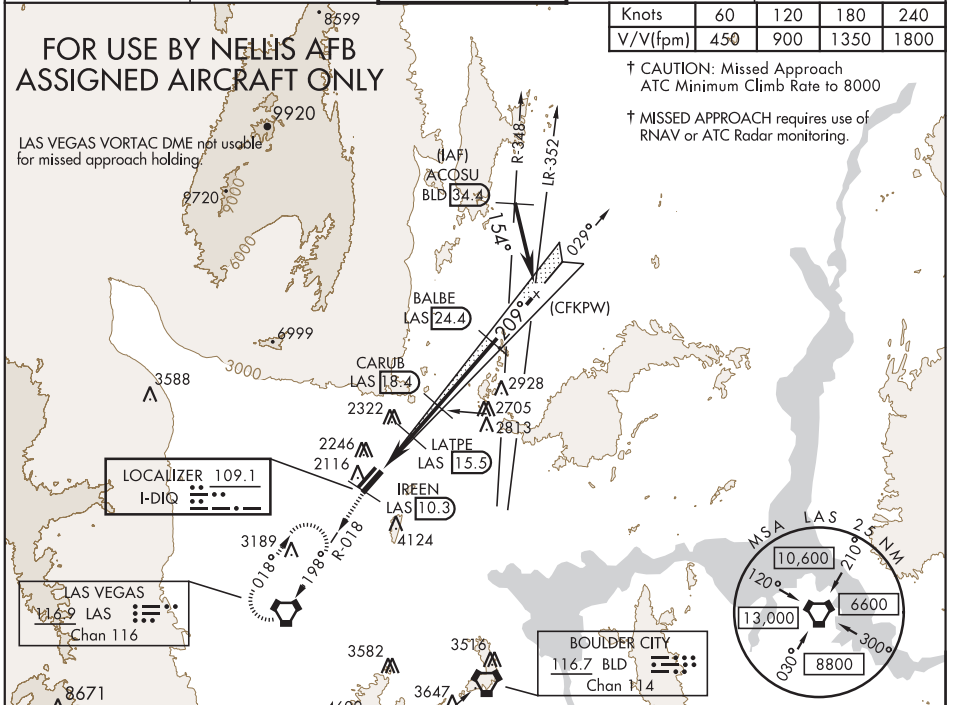 Knots 60 120 180 240
V/V(fpm) 450 900 1350 1800
8599
FOR USE BY NELLIS AFB
ASSIGNED AIRCRAFT ONLY
† CAUTION: Missed Approach
ATC Minimum Climb Rate to 8000
† MISSED APPROACH requires use of
RNAV or ATC Radar monitoring.
9920
LAS VEGAS VORTAC DME not usable
for missed approach holding.
R-348
LR-352
(IAF)
ACOSU
BLD 34.4
9720
9000
6000
154°
029°
BALBE
LAS 24.4
209°
x
(CFKPW)
6999
3000
CARUB
LAS 18.4
3588
2928
2322
2705
2813
2246
2116
LATPE
LAS 15.5
LOCALIZER 109.1
I-DIQ
IREEN
LAS 10.3
4124
3189
018°
198°
R-018
MSA LAS 25 NM
10,600
210°
120°
13,000
6600
300°
030°
8800
LAS VEGAS
116.9 LAS
Chan 116
3582
3516
BOULDER CITY
116.7 BLD
Chan 114
3647
8671